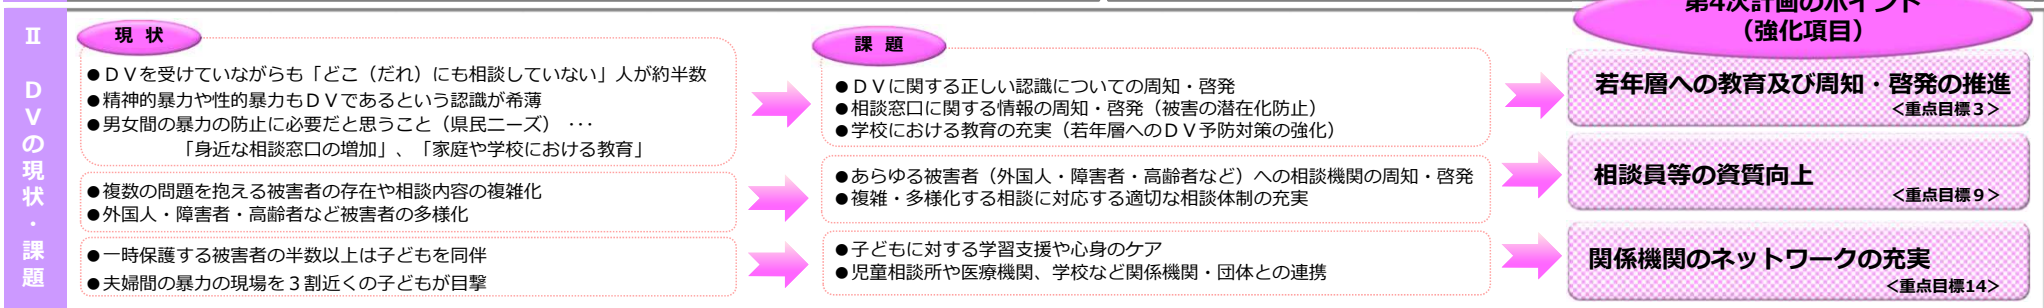 Ⅱ ＤＶの現状・課題
現 状
●ＤＶを受けていながらも「どこ（だれ）にも相談していない」人が約半数
●精神的暴力や性的暴力もＤＶであるという認識が希薄
●男女間の暴力の防止に必要だと思うこと（県民ニーズ） ･･･
「身近な相談窓口の増加」、「家庭や学校における教育」
●複数の問題を抱える被害者の存在や相談内容の複雑化
●外国人・障害者・高齢者など被害者の多様化
●一時保護する被害者の半数以上は子どもを同伴
●夫婦間の暴力の現場を３割近くの子どもが目撃
課 題
●ＤＶに関する正しい認識についての周知・啓発
●相談窓口に関する情報の周知・啓発（被害の潜在化防止）
●学校における教育の充実（若年層へのＤＶ予防対策の強化）
●あらゆる被害者（外国人・障害者・高齢者など）への相談機関の周知・啓発
●複雑・多様化する相談に対応する適切な相談体制の充実
●子どもに対する学習支援や心身のケア
●児童相談所や医療機関、学校など関係機関・団体との連携
第4次計画のポイント
（強化項目）
若年層への教育及び周知・啓発の推進
＜重点目標３＞
相談員等の資質向上
＜重点目標９＞
関係機関のネットワークの充実
＜重点目標14＞